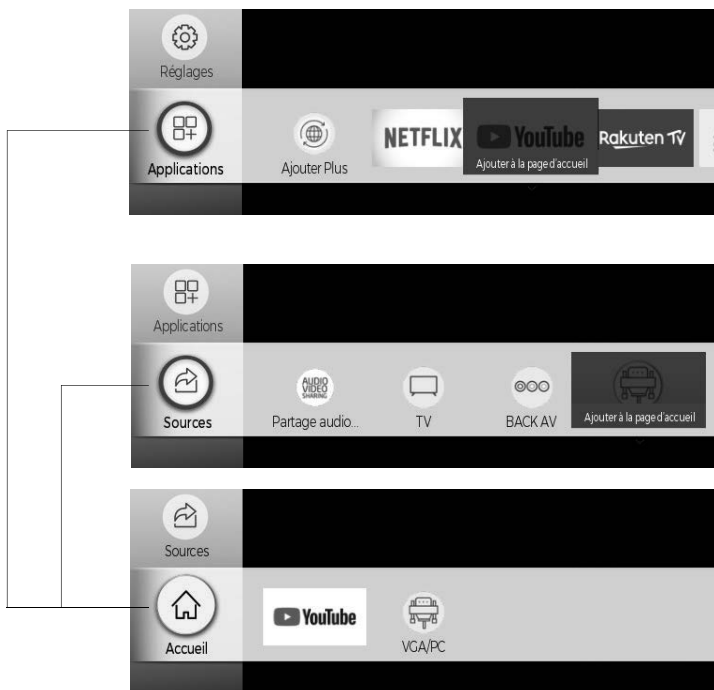 Réglages
Applications
Ajouter Plus
NETFLIX
YouTube
Ajouter à la page d'accueil
Rakuten TV
Applications
Sources
AUDIO
VIDEO
SHARING
Partage audio...
TV
BACK AV
Ajouter à la page d'accueil
Sources
Accueil
YouTube
VGA/PC